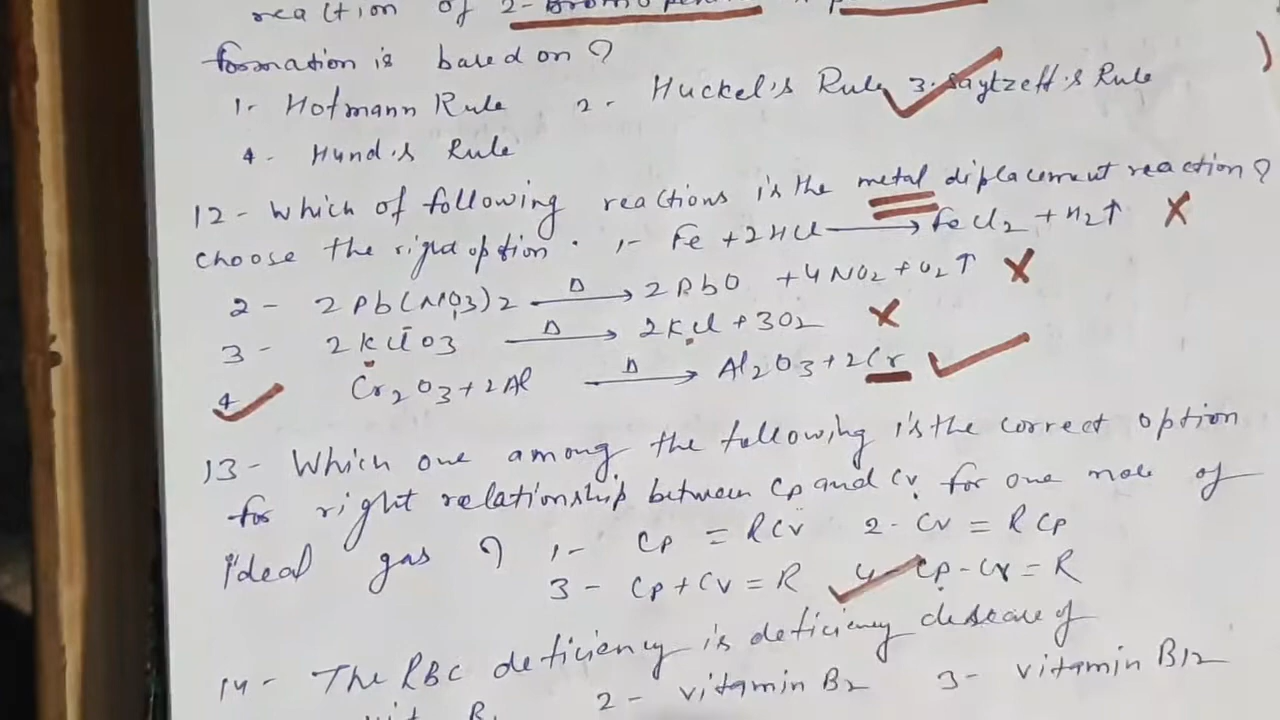 reaction of 2-
formation is based on ?
1- Hofmann Rule 2- Huckel's Rule 3. Saytzeff's Rule
4- Hund's Rule
12- Which of following reactions is the metal displacement reaction ?
choose the right option. 1- Fe + 2HCl → FeCl2 + H2↑
2- 2Pb(NO3)2 Δ→ 2PbO + 4NO2 + O2↑
3- 2KClO3 Δ→ 2KCl + 3O2
4 Cr2O3 + 2Al Δ→ Al2O3 + 2Cr
13- Which one among the following is the correct option
for right relationship between Cp and Cv for one mole of
ideal gas ? 1- Cp = RCv 2- Cv = RCp
3- Cp + Cv = R 4- Cp - Cv = R
14- The RBC deficiency is deficiency disease of
2- vitamin B2 3- vitamin B12